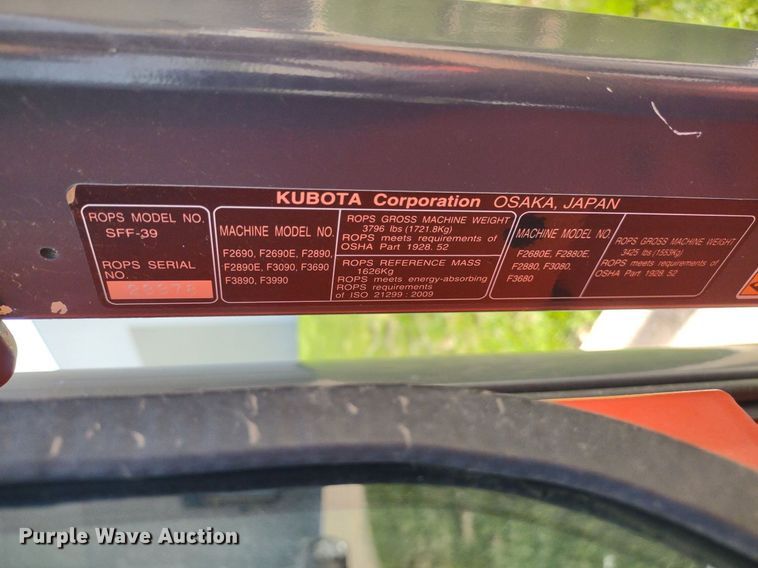 KUBOTA Corporation OSAKA, JAPAN
ROPS MODEL NO.
SFF-39
ROPS SERIAL
NO.
MACHINE MODEL NO.
F2690, F2690E, F2890,
F2890E, F3090, F3690
F3890, F3990
ROPS GROSS MACHINE WEIGHT
3796 lbs (1721.8Kg)
ROPS meets requirements of
OSHA Part 1928. 52
ROPS REFERENCE MASS
1626Kg
ROPS meets energy-absorbing
ROPS requirements
of ISO 21299 : 2009
MACHINE MODEL NO
F2680E, F2880E,
F2880, F3080,
F3680
ROPS GROSS MACHINE WEIGHT
3425 lbs (1553Kg)
ROPS meets requirements of
OSHA Part 1928. 52
Purple Wave Auction